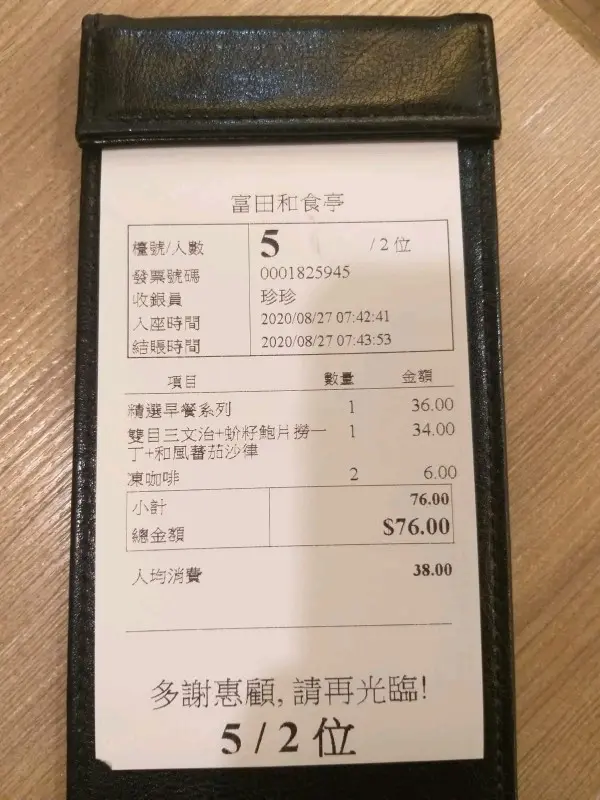 富田和食亭
檯號/人數 5 /2 位
發票號碼 0001825945
收銀員 珍珍
入座時間 2020/08/27 07:42:41
結賬時間 2020/08/27 07:43:53
項目 數量 金額
精選早餐系列 1 36.00
雙目三文治+蚧籽鮑片撈一 1 34.00
丁+和風蕃茄沙律
凍咖啡 2 6.00
小計 76.00
總金額 $76.00
人均消費 38.00
多謝惠顧, 請再光臨!
5 / 2 位